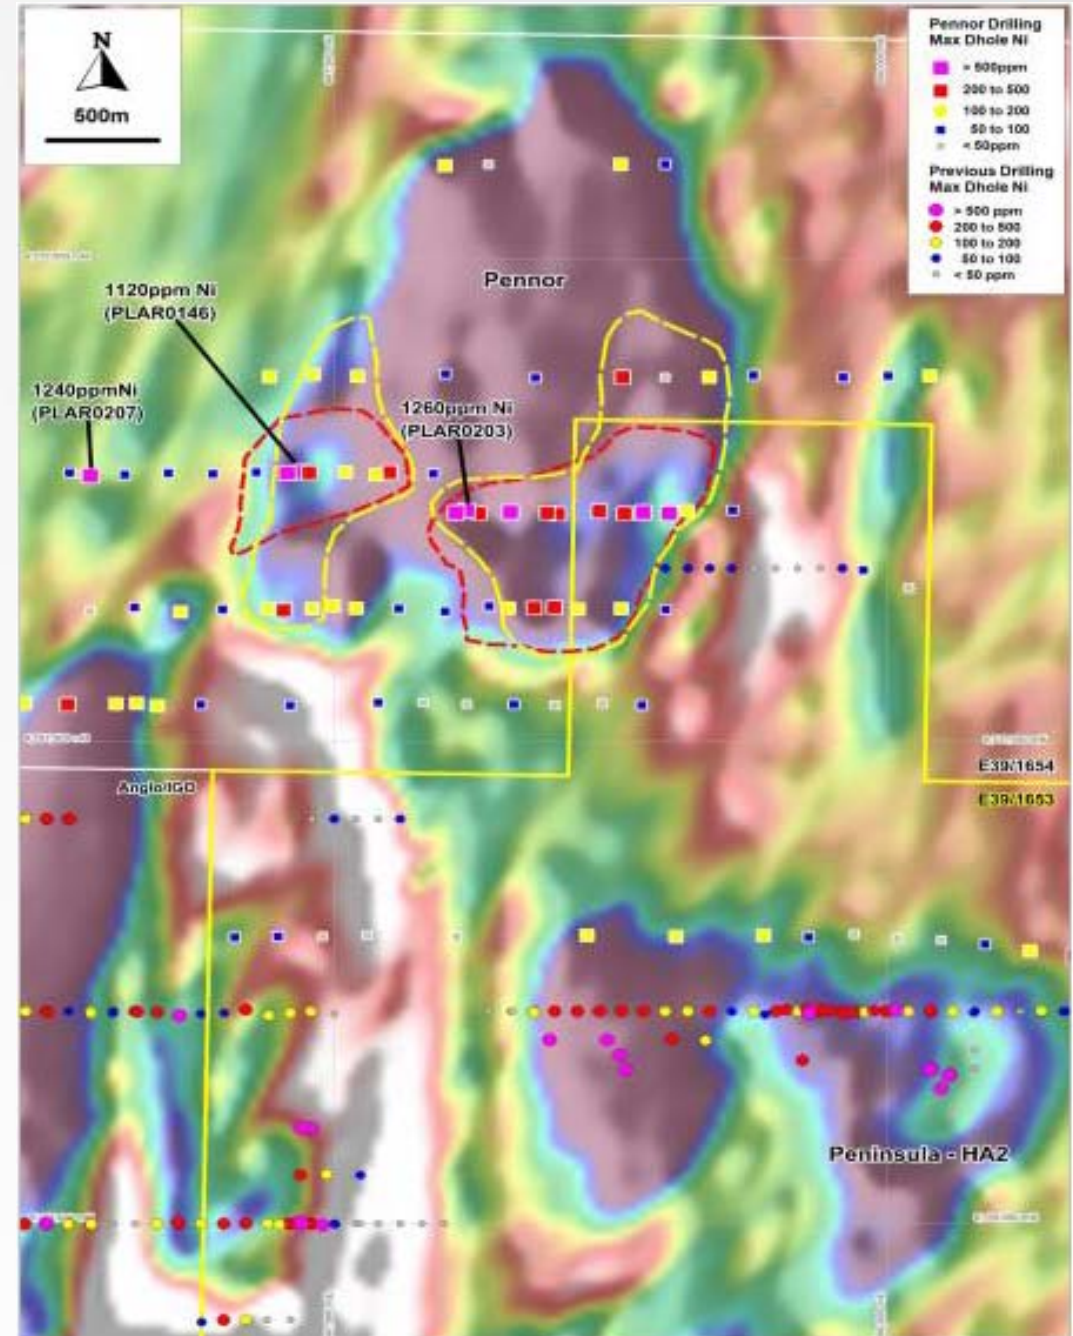 N
500m
Pennor Drilling
Max Dhole Ni
> 500ppm
200 to 500
100 to 200
50 to 100
< 50ppm
Previous Drilling
Max Dhole Ni
> 500 ppm
200 to 500
100 to 200
50 to 100
< 50 ppm
Pennor
1120ppm Ni
(PLAR0146)
1240ppmNi
(PLAR0207)
1260ppm Ni
(PLAR0203)
E39/1654
Anglo/IGO
E39/1653
Peninsula - HA2